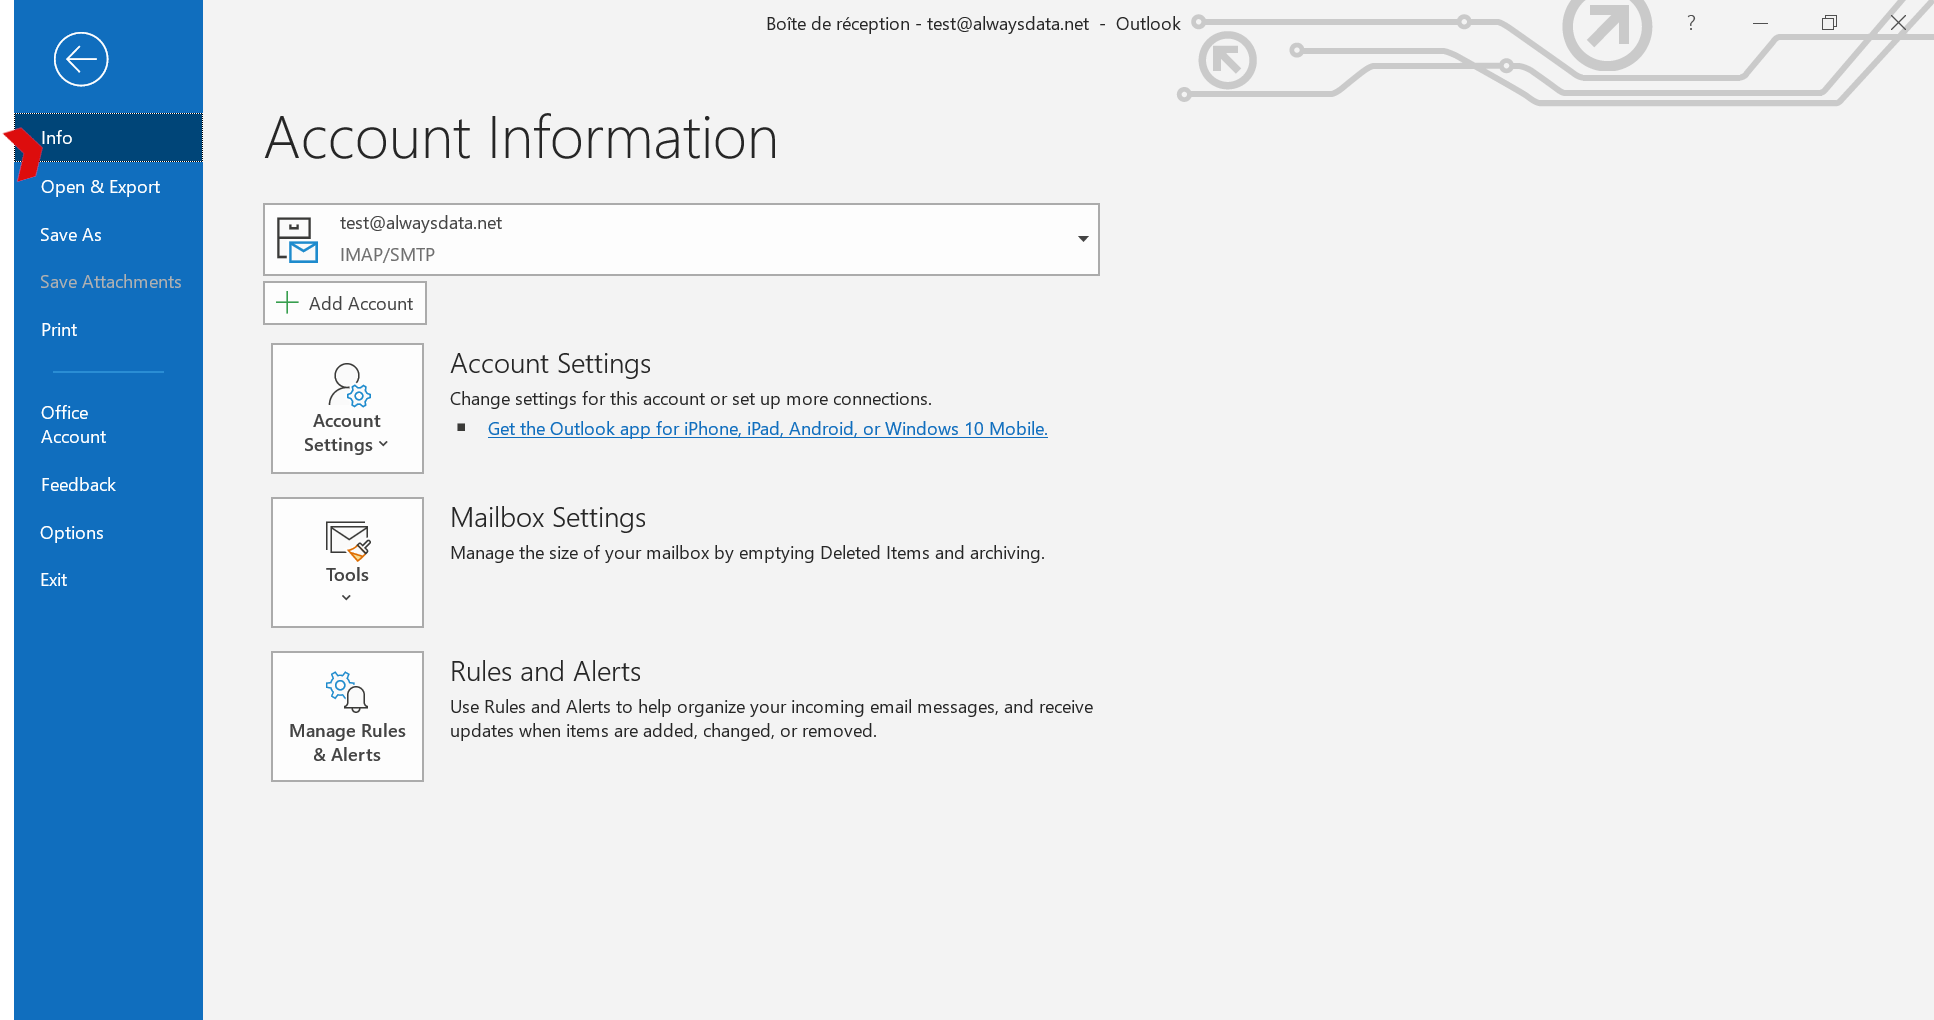 Boîte de réception - test@alwaysdata.net - Outlook
?
Info
Open & Export
Save As
Save Attachments
Print
Office
Account
Feedback
Options
Exit
Account Information
test@alwaysdata.net
IMAP/SMTP
Add Account
Account
Settings
Account Settings
Change settings for this account or set up more connections.
Get the Outlook app for iPhone, iPad, Android, or Windows 10 Mobile.
Tools
Mailbox Settings
Manage the size of your mailbox by emptying Deleted Items and archiving.
Manage Rules
& Alerts
Rules and Alerts
Use Rules and Alerts to help organize your incoming email messages, and receive
updates when items are added, changed, or removed.